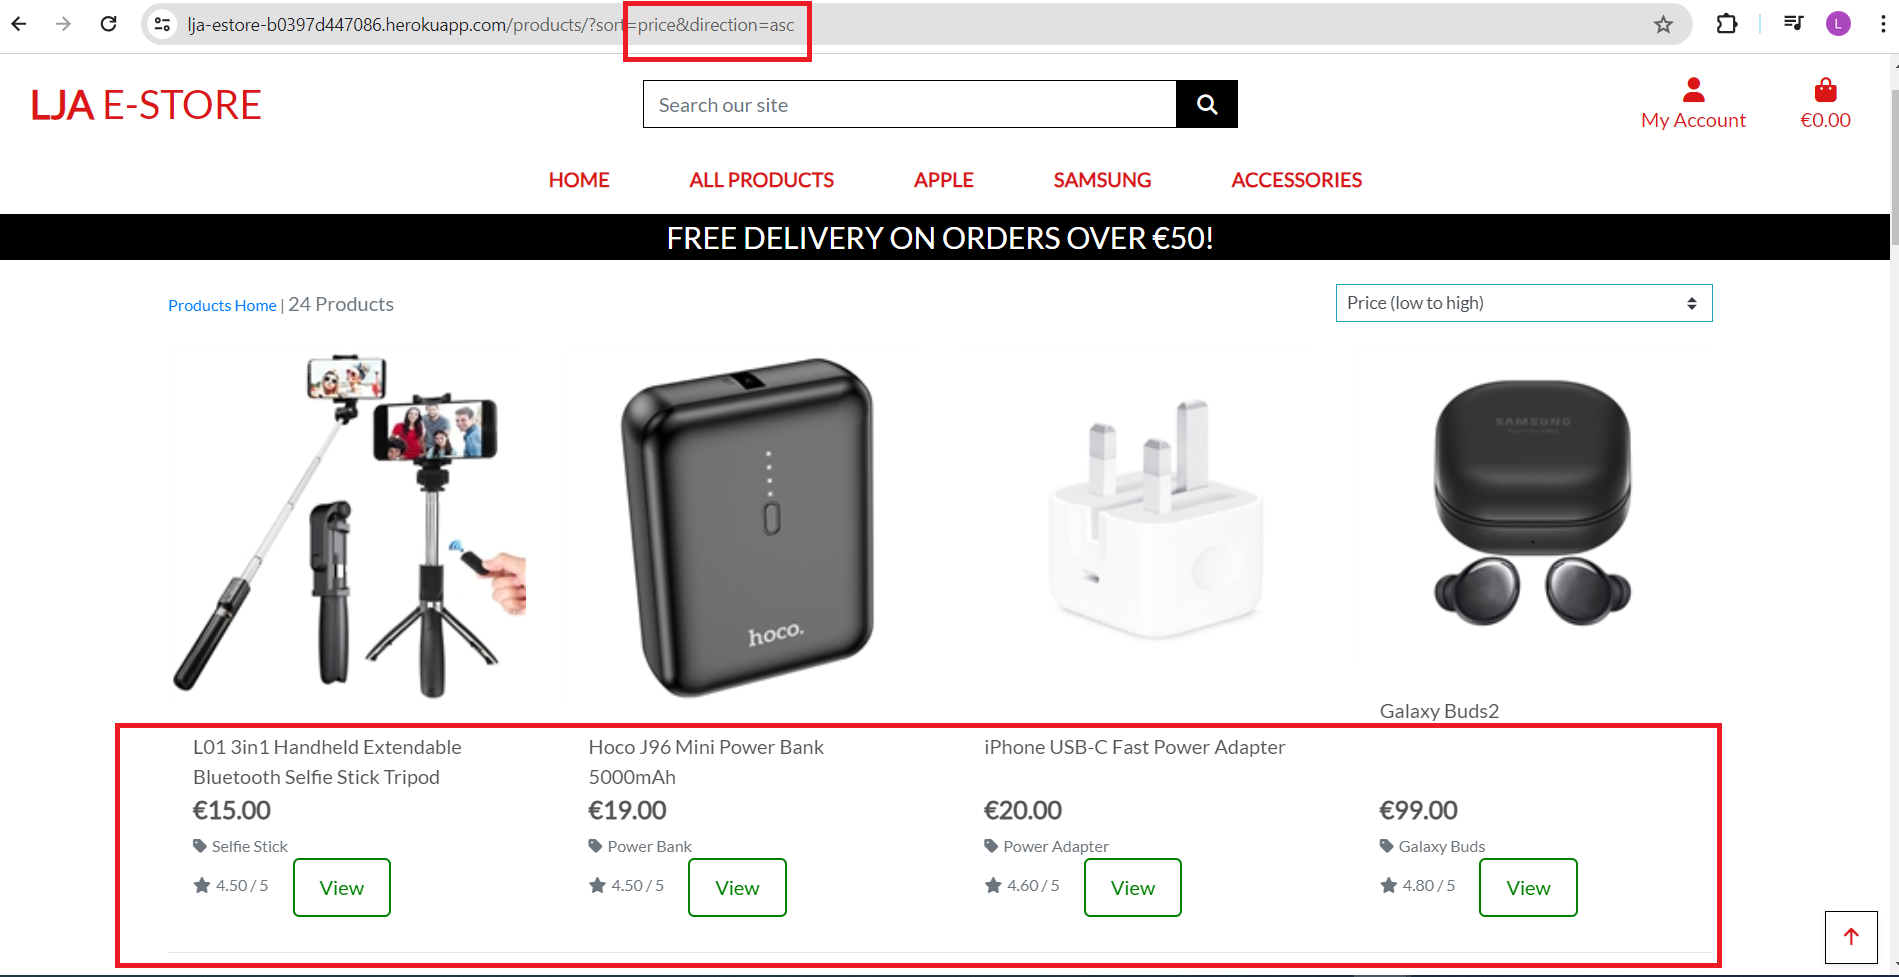 lja-estore-b0397d447086.herokuapp.com/products/?sort=price&direction=asc
L
LJA E-STORE
Search our site
My Account
€0.00
HOME ALL PRODUCTS APPLE SAMSUNG ACCESSORIES
FREE DELIVERY ON ORDERS OVER €50!
Products Home | 24 Products
Price (low to high)
SAMSUNG
hoco.
Galaxy Buds2
L01 3in1 Handheld Extendable
Bluetooth Selfie Stick Tripod
€15.00
Selfie Stick
4.50 / 5
View
Hoco J96 Mini Power Bank
5000mAh
€19.00
Power Bank
4.50 / 5
View
iPhone USB-C Fast Power Adapter
€20.00
Power Adapter
4.60 / 5
View
€99.00
Galaxy Buds
4.80 / 5
View